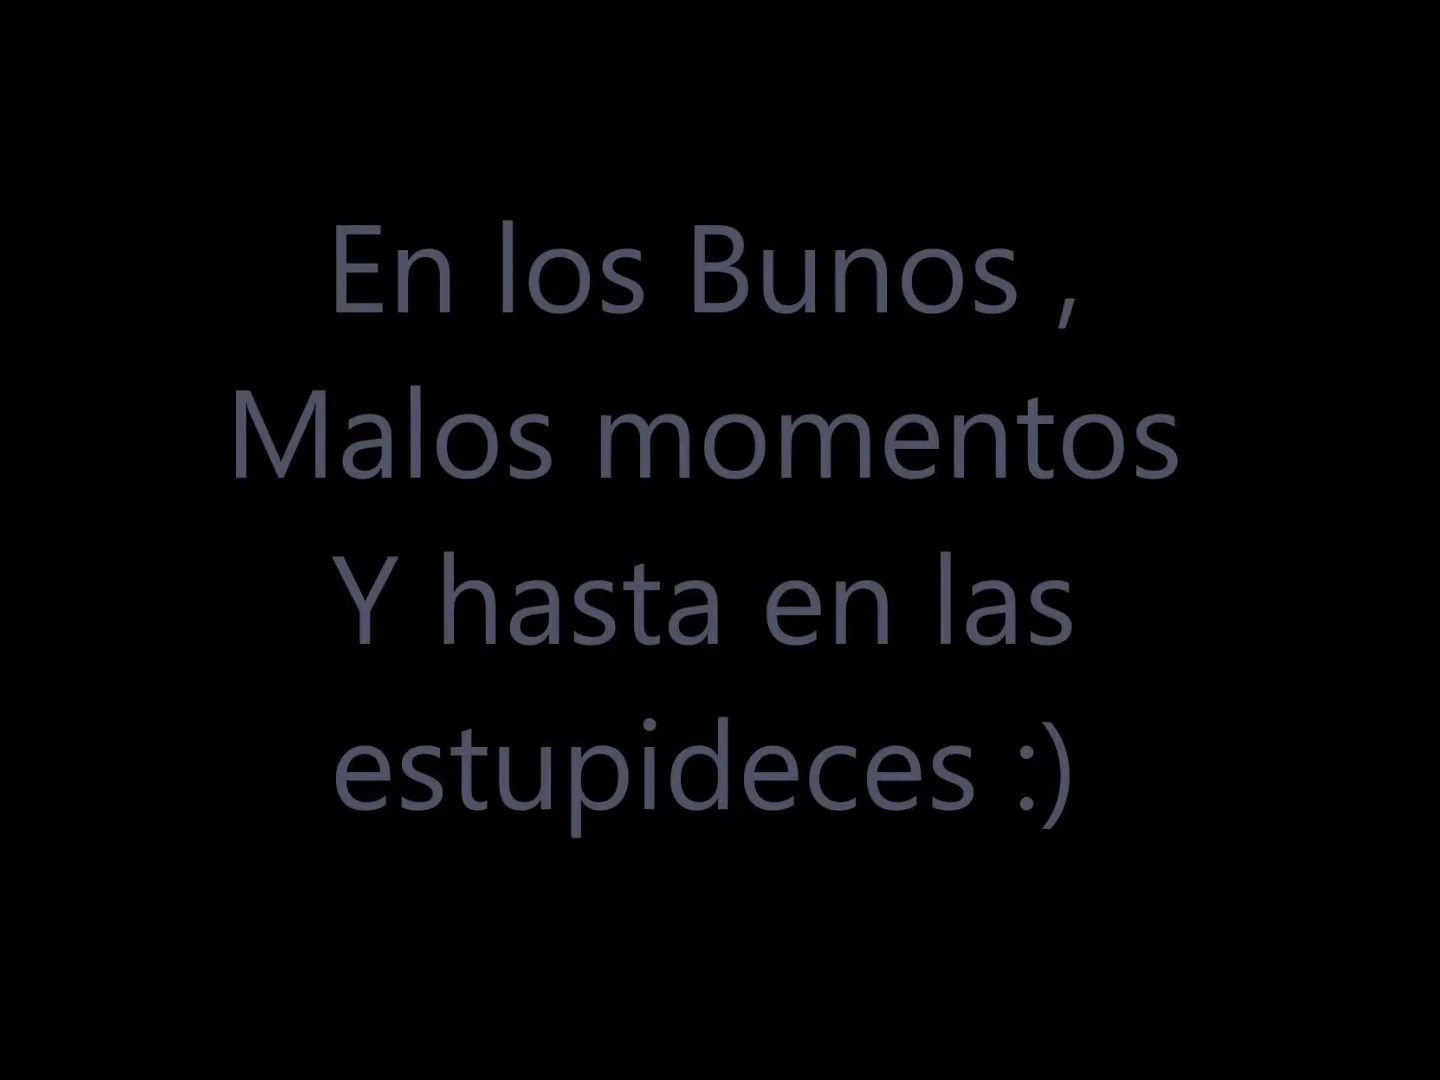 En los Bunos ,
Malos momentos
Y hasta en las
estupideces :)